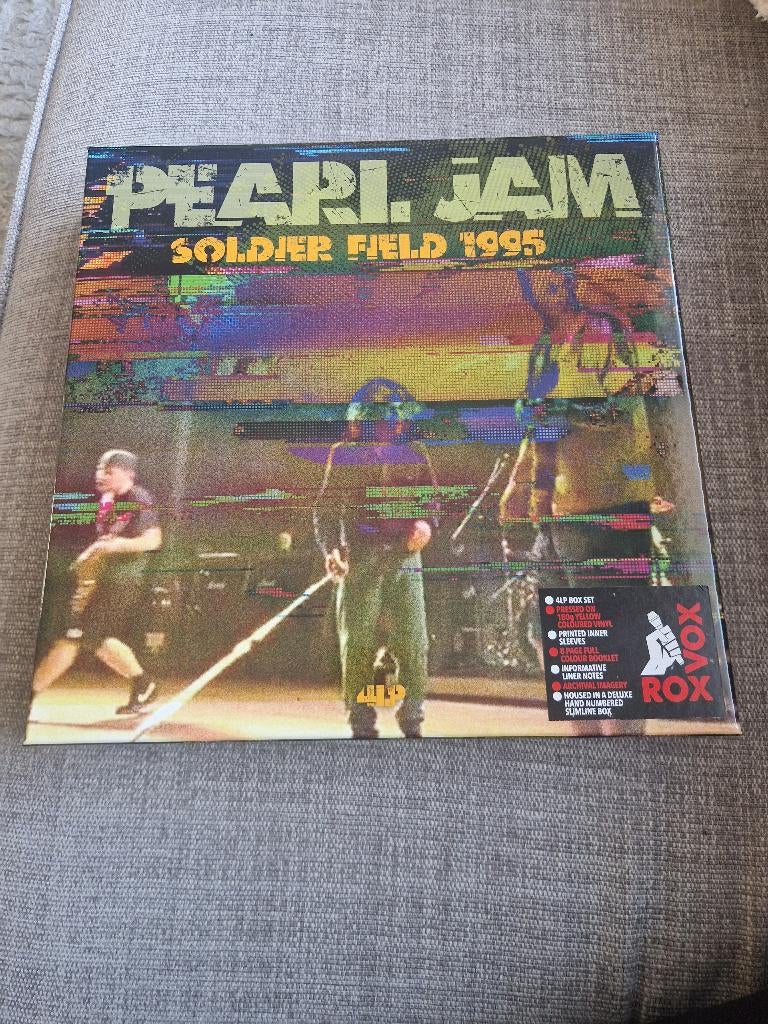 PEARL JAM
SOLDIER FIELD 1995
4LP
4LP BOX SET
PRESSED ON
180g YELLOW
COLOURED VINYL
PRINTED INNER
SLEEVES
8 PAGE FULL
COLOUR BOOKLET
INFORMATIVE
LINER NOTES
ARCHIVAL IMAGERY
HOUSED IN A DELUXE
HAND NUMBERED
SLIMLINE BOX
ROX
VOX